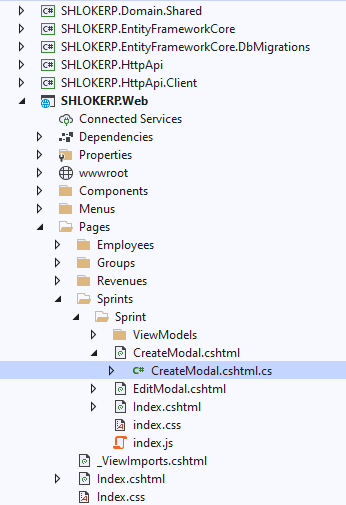 SHLOKERP.Domain.Shared
SHLOKERP.EntityFrameworkCore
SHLOKERP.EntityFrameworkCore.DbMigrations
SHLOKERP.HttpApi
SHLOKERP.HttpApi.Client
SHLOKERP.Web
Connected Services
Dependencies
Properties
wwwroot
Components
Menus
Pages
Employees
Groups
Revenues
Sprints
Sprint
ViewModels
CreateModal.cshtml
C# CreateModal.cshtml.cs
EditModal.cshtml
Index.cshtml
index.css
index.js
_ViewImports.cshtml
Index.cshtml
Index.css